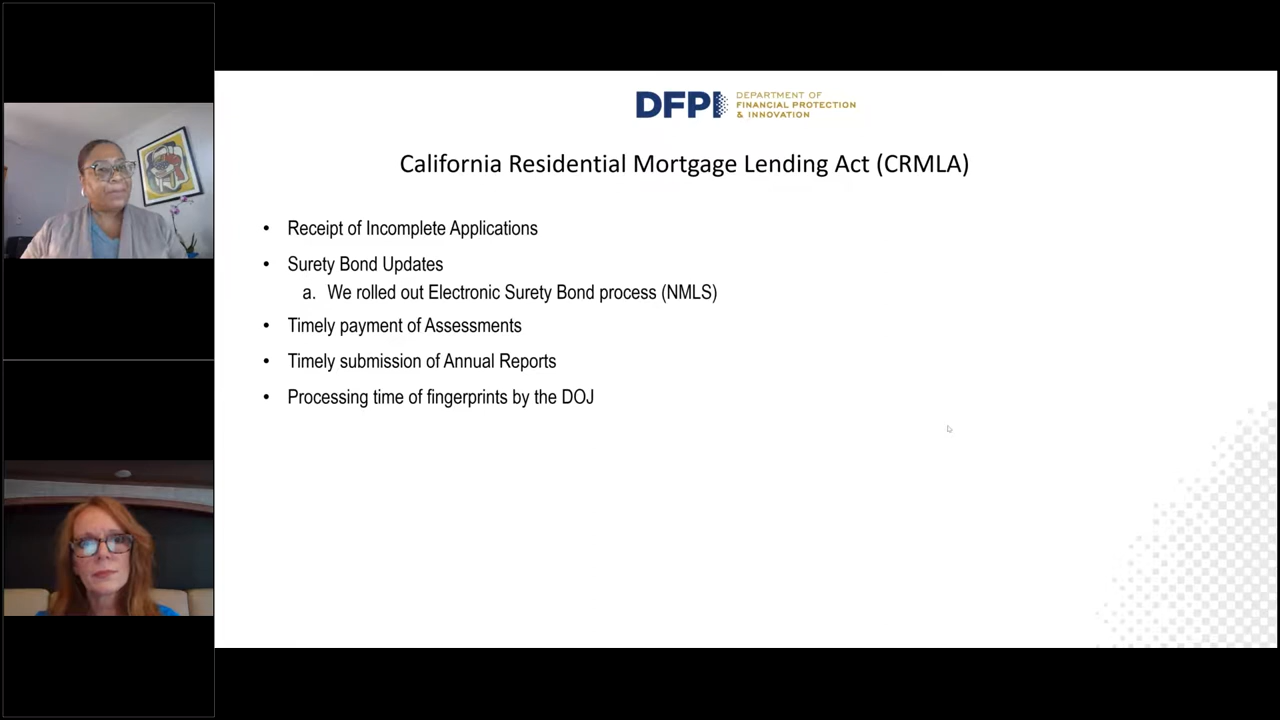 DFPI
DEPARTMENT OF
FINANCIAL PROTECTION
& INNOVATION
California Residential Mortgage Lending Act (CRMLA)
• Receipt of Incomplete Applications
• Surety Bond Updates
a. We rolled out Electronic Surety Bond process (NMLS)
• Timely payment of Assessments
• Timely submission of Annual Reports
• Processing time of fingerprints by the DOJ